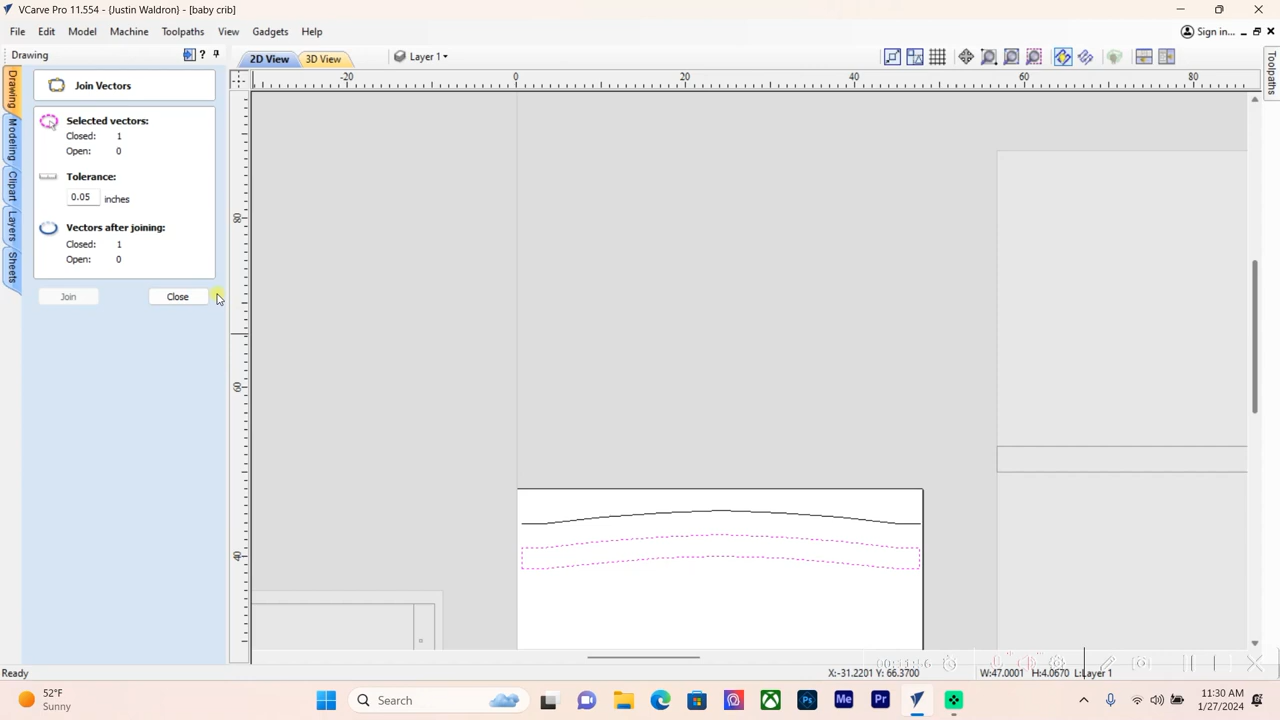 VCarve Pro 11.554 - {Justin Waldron} - [baby crib]
File Edit Model Machine Toolpaths View Gadgets Help
Sign in...
Drawing
2D View 3D View Layer 1
Join Vectors
Selected vectors:
Closed: 1
Open: 0
Tolerance:
0.05 inches
Vectors after joining:
Closed: 1
Open: 0
Join Close
Drawing
Modeling
Clipart
Layers
Sheets
Toolpaths
-20 0 20 40 60 80
80
60
40
Ready
X:-31.2201 Y: 66.3700
W:47.0001 H:4.0670 L:Layer 1
52°F
Sunny
Search
Me
Pr
Ps
11:30 AM
1/27/2024